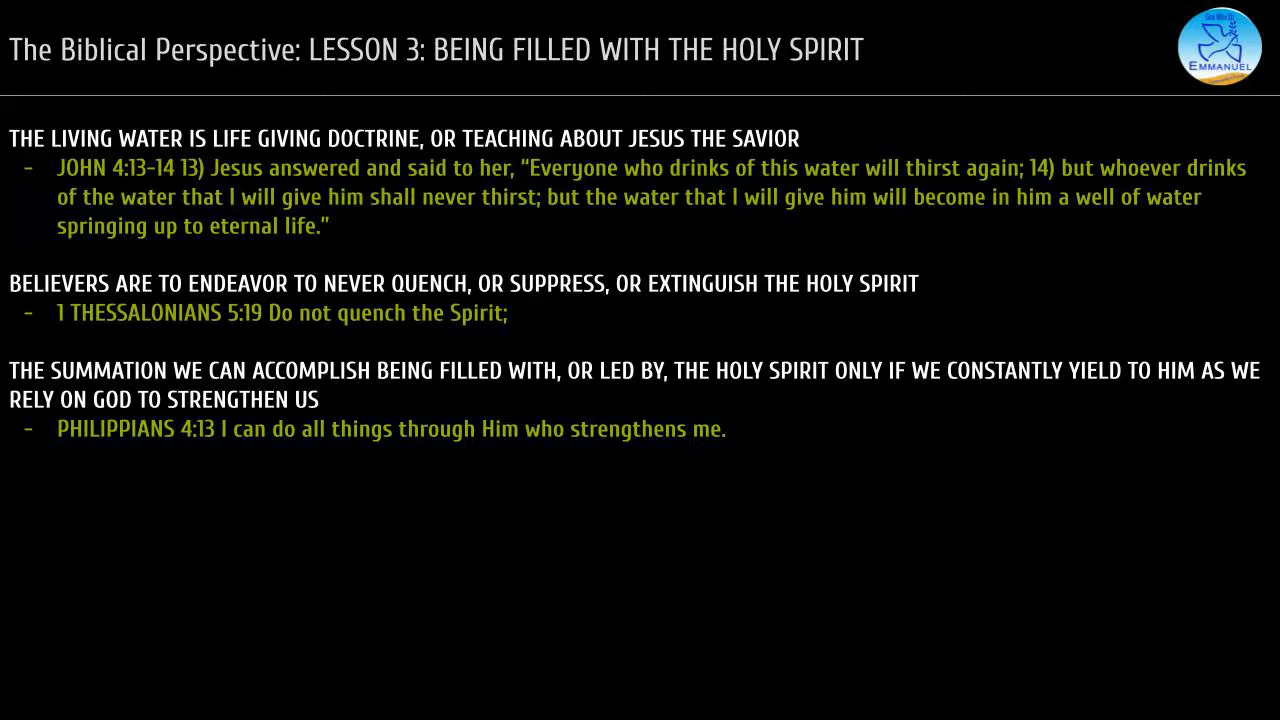 The Biblical Perspective: LESSON 3: BEING FILLED WITH THE HOLY SPIRIT
EMMANUEL
THE LIVING WATER IS LIFE GIVING DOCTRINE, OR TEACHING ABOUT JESUS THE SAVIOR
- JOHN 4:13-14 13) Jesus answered and said to her, “Everyone who drinks of this water will thirst again; 14) but whoever drinks
of the water that I will give him shall never thirst; but the water that I will give him will become in him a well of water
springing up to eternal life.”
BELIEVERS ARE TO ENDEAVOR TO NEVER QUENCH, OR SUPPRESS, OR EXTINGUISH THE HOLY SPIRIT
- 1 THESSALONIANS 5:19 Do not quench the Spirit;
THE SUMMATION WE CAN ACCOMPLISH BEING FILLED WITH, OR LED BY, THE HOLY SPIRIT ONLY IF WE CONSTANTLY YIELD TO HIM AS WE
RELY ON GOD TO STRENGTHEN US
- PHILIPPIANS 4:13 I can do all things through Him who strengthens me.